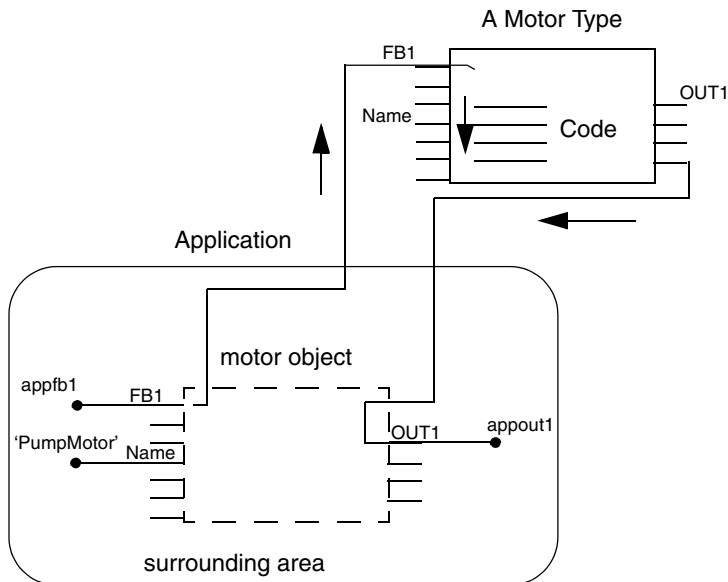 A Motor Type
FB1
OUT1
Name
Code
Application
motor object
appfb1
FB1
'PumpMotor'
Name
OUT1
appout1
surrounding area